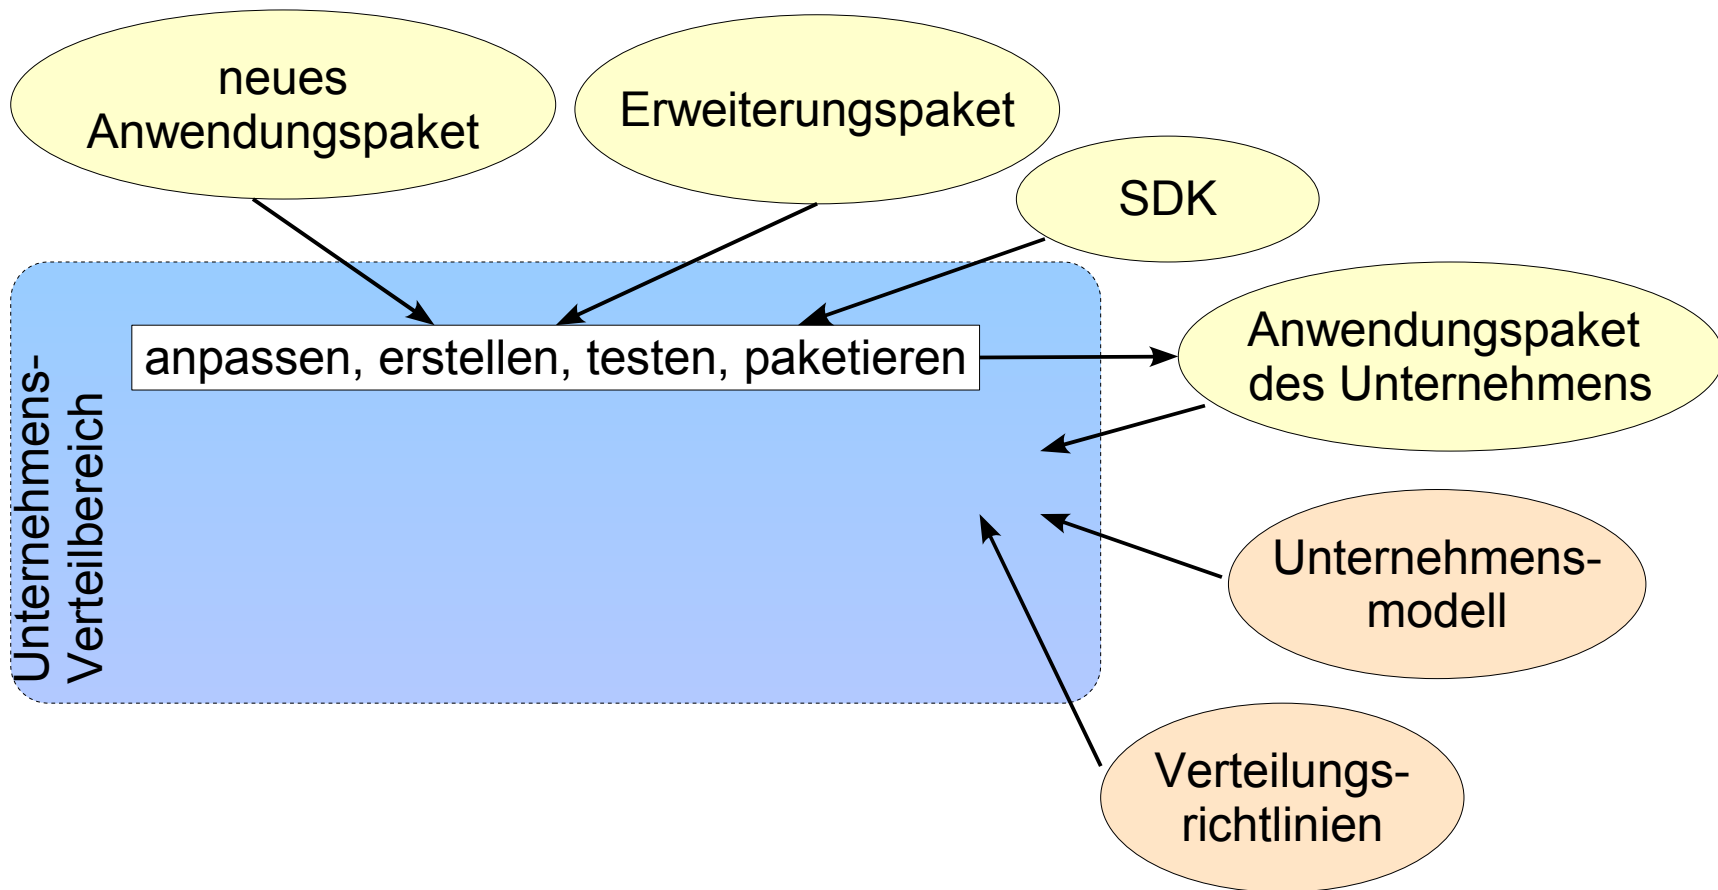 neues
Anwendungspaket
Erweiterungspaket
SDK
anpassen, erstellen, testen, paketieren
Anwendungspaket
des Unternehmens
Unternehmens-
Verteilbereich
Unternehmens-
modell
Verteilungs-
richtlinien